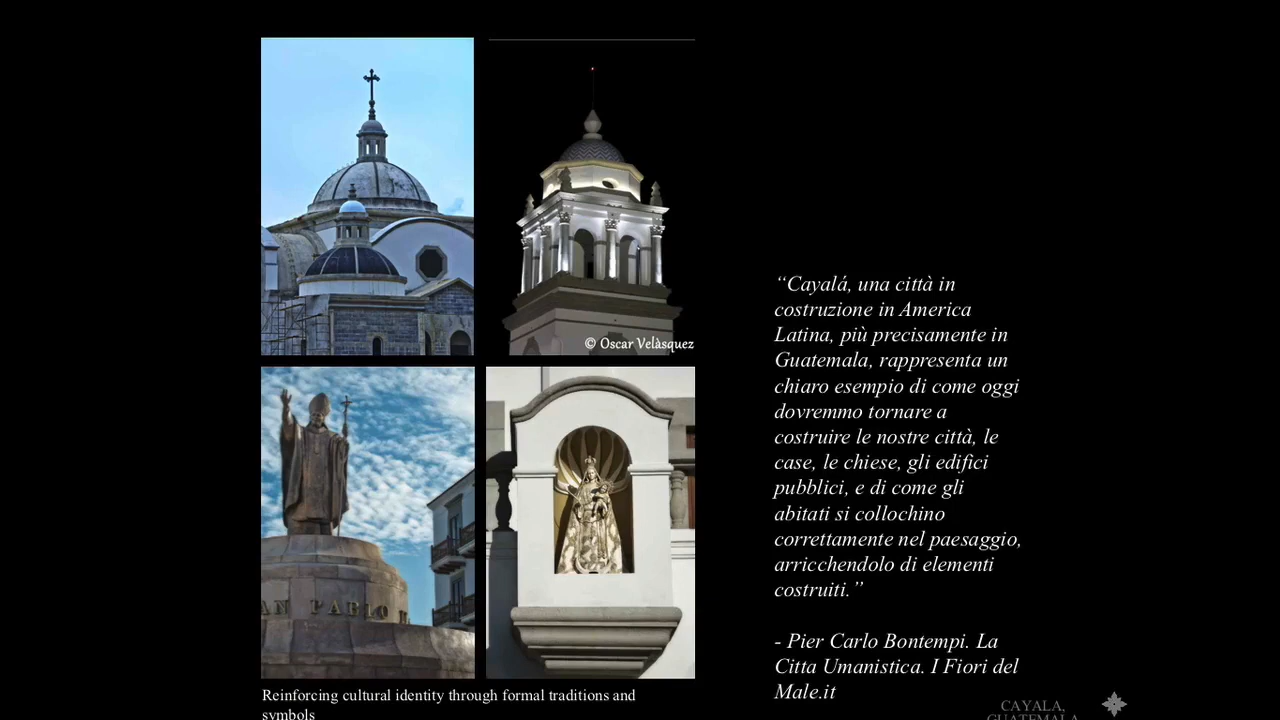 © Oscar Velàsquez
AN PABLO
Reinforcing cultural identity through formal traditions and
symbols
“Cayalá, una città in
costruzione in America
Latina, più precisamente in
Guatemala, rappresenta un
chiaro esempio di come oggi
dovremmo tornare a
costruire le nostre città, le
case, le chiese, gli edifici
pubblici, e di come gli
abitati si collochino
correttamente nel paesaggio,
arricchendolo di elementi
costruiti.”
- Pier Carlo Bontempi. La
Citta Umanistica. I Fiori del
Male.it
CAYALA,
GUATEMALA